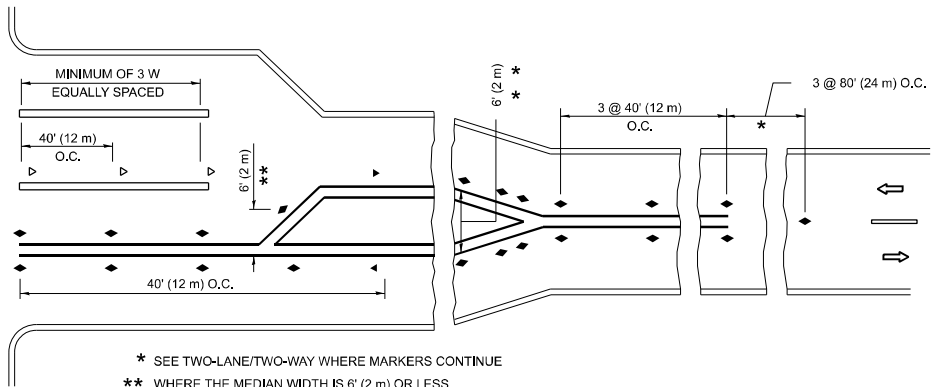 MINIMUM OF 3 W
EQUALLY SPACED
40' (12 m)
O.C.
6' (2 m)
**
6' (2 m)
**
3 @ 40' (12 m)
O.C.
3 @ 80' (24 m) O.C.
*
40' (12 m) O.C.
* SEE TWO-LANE/TWO-WAY WHERE MARKERS CONTINUE
** WHERE THE MEDIAN WIDTH IS 6' (2 m) OR LESS